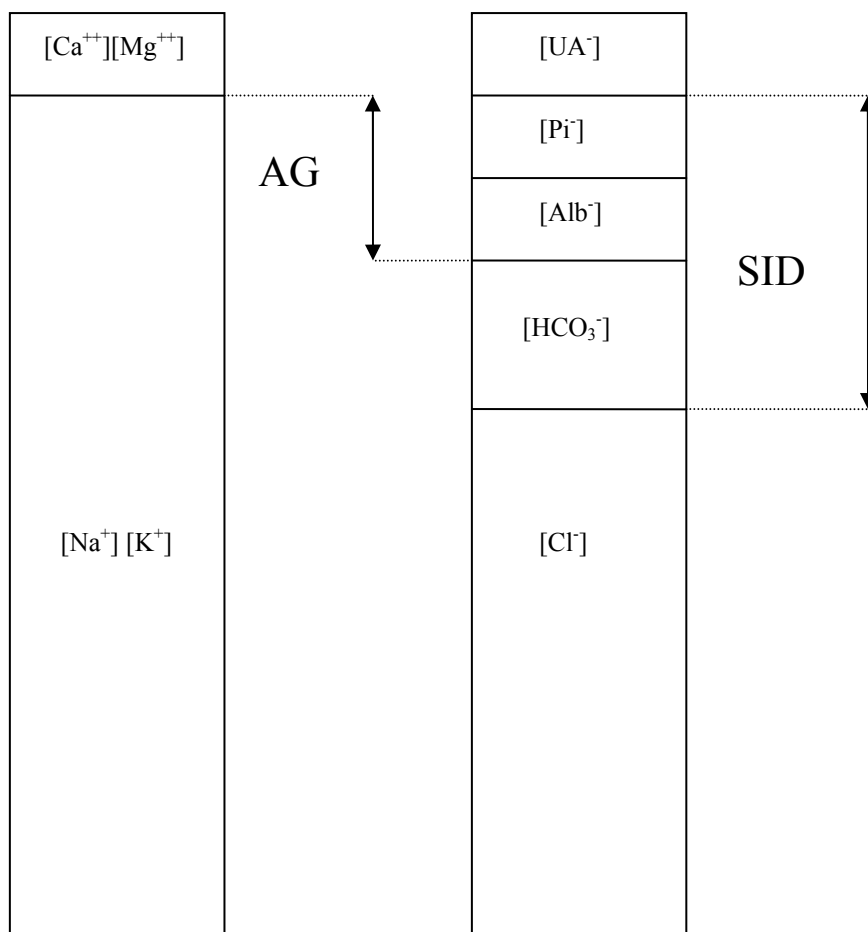 [Ca⁺⁺][Mg⁺⁺]
[UA⁻]
[Pi⁻]
AG
[Alb⁻]
SID
[HCO₃⁻]
[Na⁺] [K⁺]
[Cl⁻]